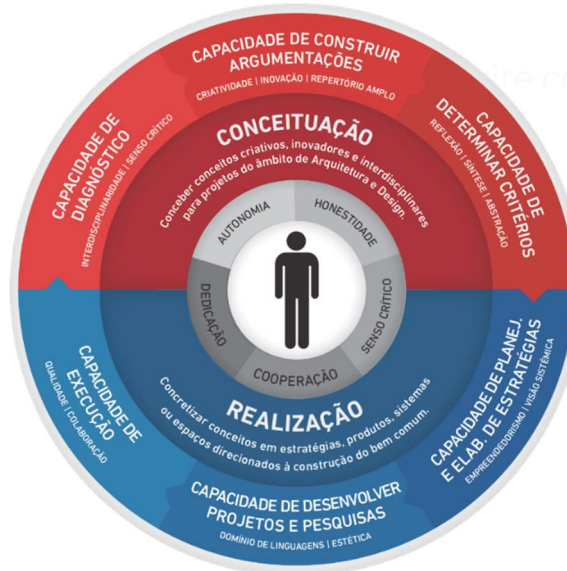 CAPACIDADE DE CONSTRUIR
ARGUMENTAÇÕES
CRIATIVIDADE | INOVAÇÃO | REPERTÓRIO AMPLO
CAPACIDADE DE
DIAGNÓSTICO
INTERDISCIPLINARIDADE | SENSO CRÍTICO
CAPACIDADE DE
DETERMINAR CRITÉRIOS
REFLEXÃO | SÍNTESE | ABSTRAÇÃO
CONCEITUAÇÃO
Conceber conceitos criativos, inovadores e interdisciplinares
para projetos do âmbito de Arquitetura e Design.
AUTONOMIA
HONESTIDADE
DEDICAÇÃO
SENSO CRÍTICO
COOPERAÇÃO
REALIZAÇÃO
Concretizar conceitos em estratégias, produtos, sistemas
ou espaços direcionados à construção do bem comum.
CAPACIDADE DE
EXECUÇÃO
QUALIDADE | COLABORAÇÃO
CAPACIDADE DE PLANEJ.
E ELAB. DE ESTRATÉGIAS
EMPREENDEDORISMO | VISÃO SISTÊMICA
CAPACIDADE DE DESENVOLVER
PROJETOS E PESQUISAS
DOMÍNIO DE LINGUAGENS | ESTÉTICA